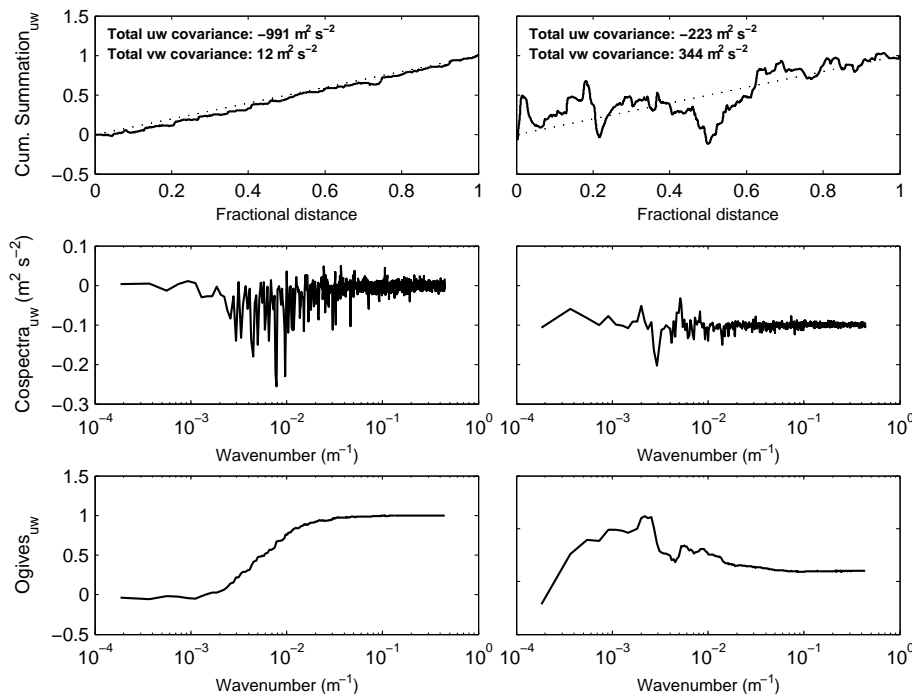 Cum. Summation_uw
1.5
1
0.5
0
−0.5
Total uw covariance: −991 m² s⁻²
Total vw covariance: 12 m² s⁻²
0 0.2 0.4 0.6 0.8 1
Fractional distance
Total uw covariance: −223 m² s⁻²
Total vw covariance: 344 m² s⁻²
0 0.2 0.4 0.6 0.8 1
Fractional distance
Cospectra_uw (m² s⁻²)
0.1
0
−0.1
−0.2
−0.3
10⁻⁴ 10⁻³ 10⁻² 10⁻¹ 10⁰
Wavenumber (m⁻¹)
10⁻⁴ 10⁻³ 10⁻² 10⁻¹ 10⁰
Wavenumber (m⁻¹)
Ogives_uw
1.5
1
0.5
0
−0.5
10⁻⁴ 10⁻³ 10⁻² 10⁻¹ 10⁰
Wavenumber (m⁻¹)
10⁻⁴ 10⁻³ 10⁻² 10⁻¹ 10⁰
Wavenumber (m⁻¹)